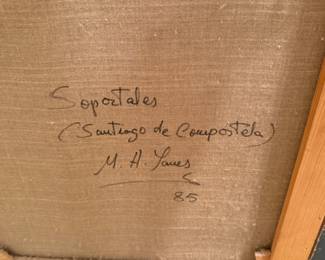 Soportales
(Santiago de Compostela)
M. H. Yanes
85